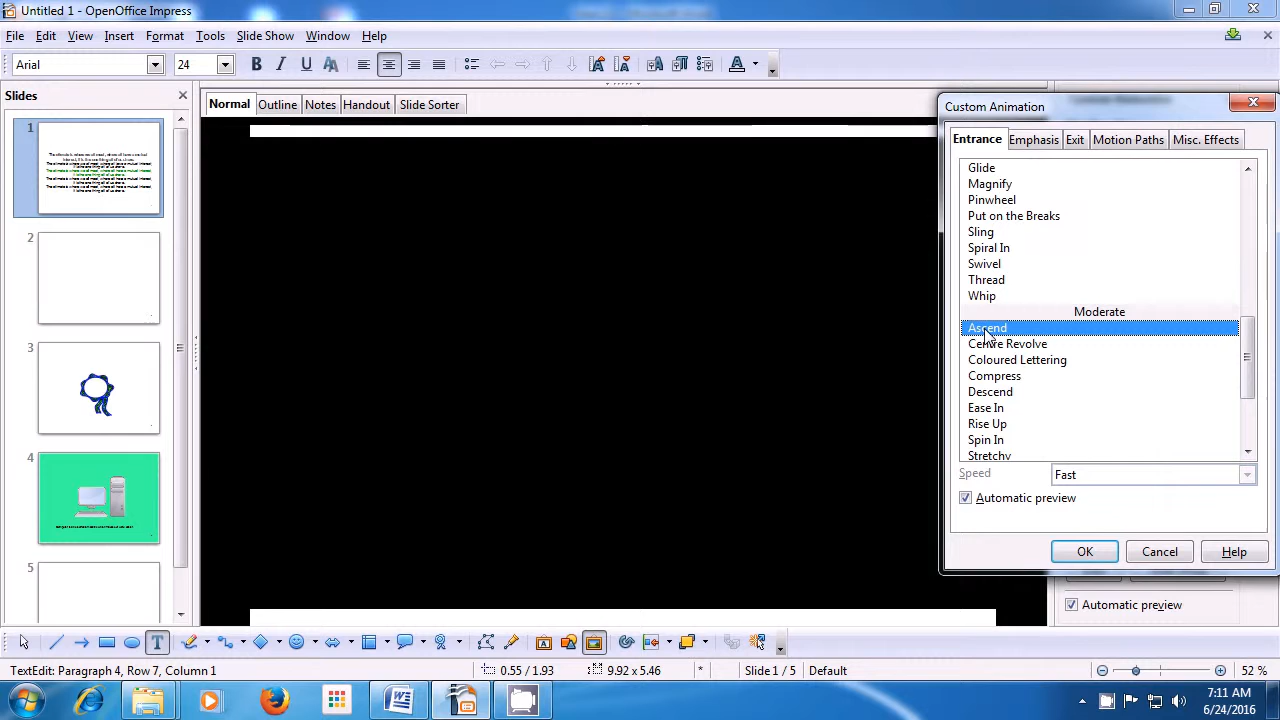 Untitled 1 - OpenOffice Impress
File Edit View Insert Format Tools Slide Show Window Help
Arial 24
Slides
Normal Outline Notes Handout Slide Sorter
1
2
3
4
5
Custom Animation
Entrance Emphasis Exit Motion Paths Misc. Effects
Glide
Magnify
Pinwheel
Put on the Breaks
Sling
Spiral In
Swivel
Thread
Whip
Moderate
Ascend
Centre Revolve
Coloured Lettering
Compress
Descend
Ease In
Rise Up
Spin In
Stretchy
Speed Fast
Automatic preview
OK Cancel Help
Automatic preview
TextEdit: Paragraph 4, Row 7, Column 1 0.55 / 1.93 9.92 x 5.46 * Slide 1 / 5 Default 52 %
7:11 AM
6/24/2016